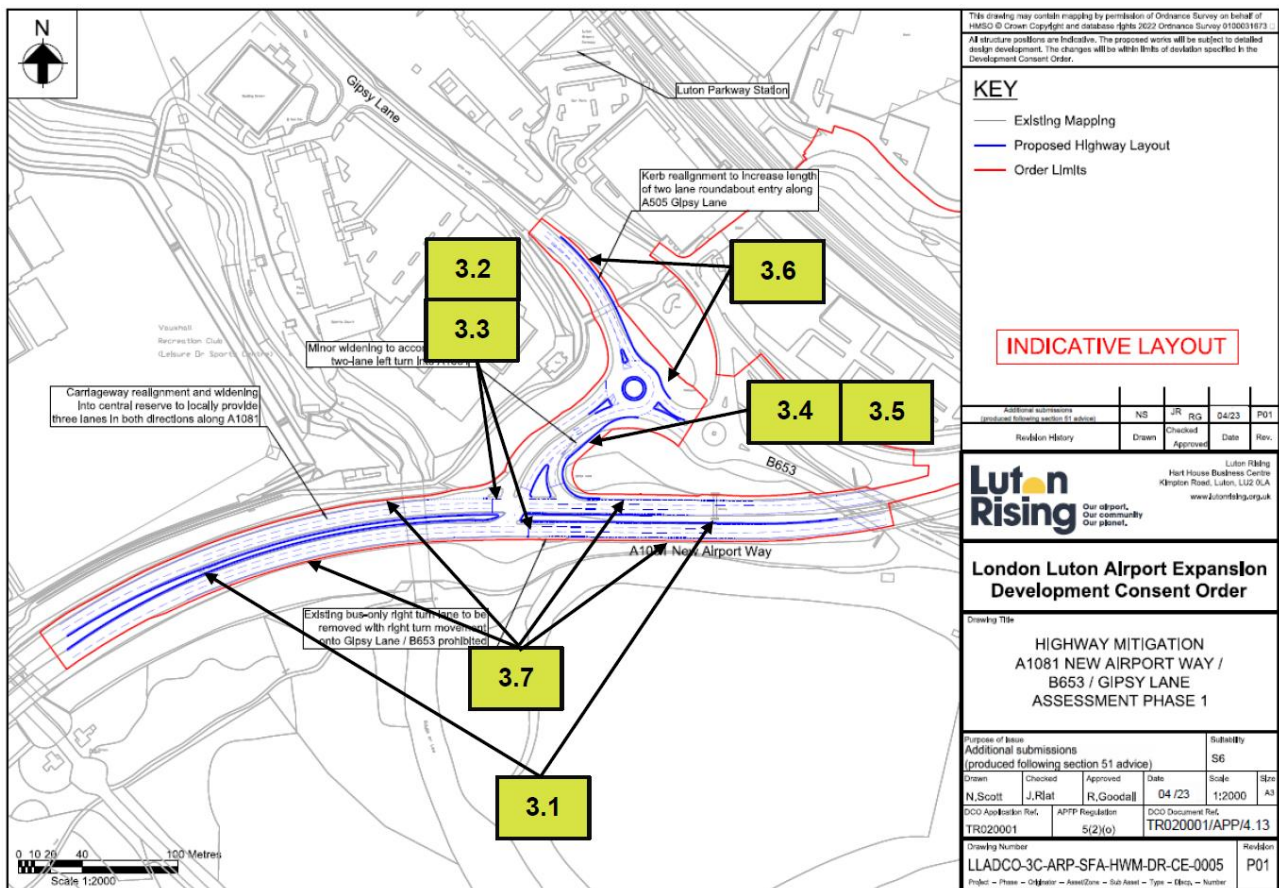 N
Gipsy Lane
Luton Parkway Station
Kerb realignment to increase length
of two lane roundabout entry along
A505 Gipsy Lane
3.2
3.6
3.3
Vauxhall
Recreation Club
(Leisure Or Sports Centre)
Minor widening to
two-lane left turn
Carriageway realignment and widening
into central reserve to locally provide
three lanes in both directions along A1081
3.4
3.5
B653
New Airport Way
Existing bus-only right turn lane to be
removed with right turn movement
onto Gipsy Lane / B653 prohibited
3.7
3.1
0 10 20 40 100 Metres
Scale 1:2000
This drawing may contain mapping by permission of Ordnance Survey on behalf of
HMSO © Crown Copyright and database rights 2022 Ordnance Survey 0100031673
All structure positions are indicative. The proposed works will be subject to detailed
design development. The changes will be within limits of deviation specified in the
Development Consent Order.
KEY
Existing Mapping
Proposed Highway Layout
Order Limits
INDICATIVE LAYOUT
Additional submissions
(produced following section 51 advice)
NS JR RG 04/23 P01
Revision History Drawn Checked Approved Date Rev.
Luton Rising
Our airport.
Our community
Our planet.
Luton Rising
Hart House Business Centre
Kimpton Road, Luton, LU2 0LA
www.lutonrising.org.uk
London Luton Airport Expansion
Development Consent Order
Drawing Title
HIGHWAY MITIGATION
A1081 NEW AIRPORT WAY /
B653 / GIPSY LANE
ASSESSMENT PHASE 1
Purpose of Issue Suitability
Additional submissions
(produced following section 51 advice) S6
Drawn Checked Approved Date Scale Size
N.Scott J.Riat R.Goodall 04 /23 1:2000 A3
DCO Application Ref. APFP Regulation DCO Document Ref.
TR020001 5(2)(o) TR020001/APP/4.13
Drawing Number Revision
LLADCO-3C-ARP-SFA-HWM-DR-CE-0005 P01
Project – Phase – Originator – Asset/Zone – Sub Asset – Type – Discp. – Number